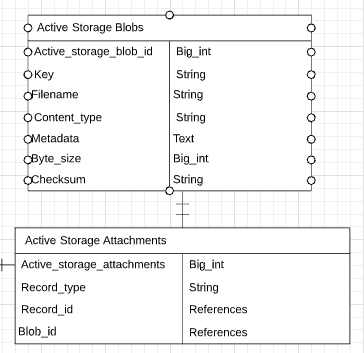 Active Storage Blobs
Active_storage_blob_id Big_int
Key String
Filename String
Content_type String
Metadata Text
Byte_size Big_int
Checksum String
Active Storage Attachments
Active_storage_attachments Big_int
Record_type String
Record_id References
Blob_id References